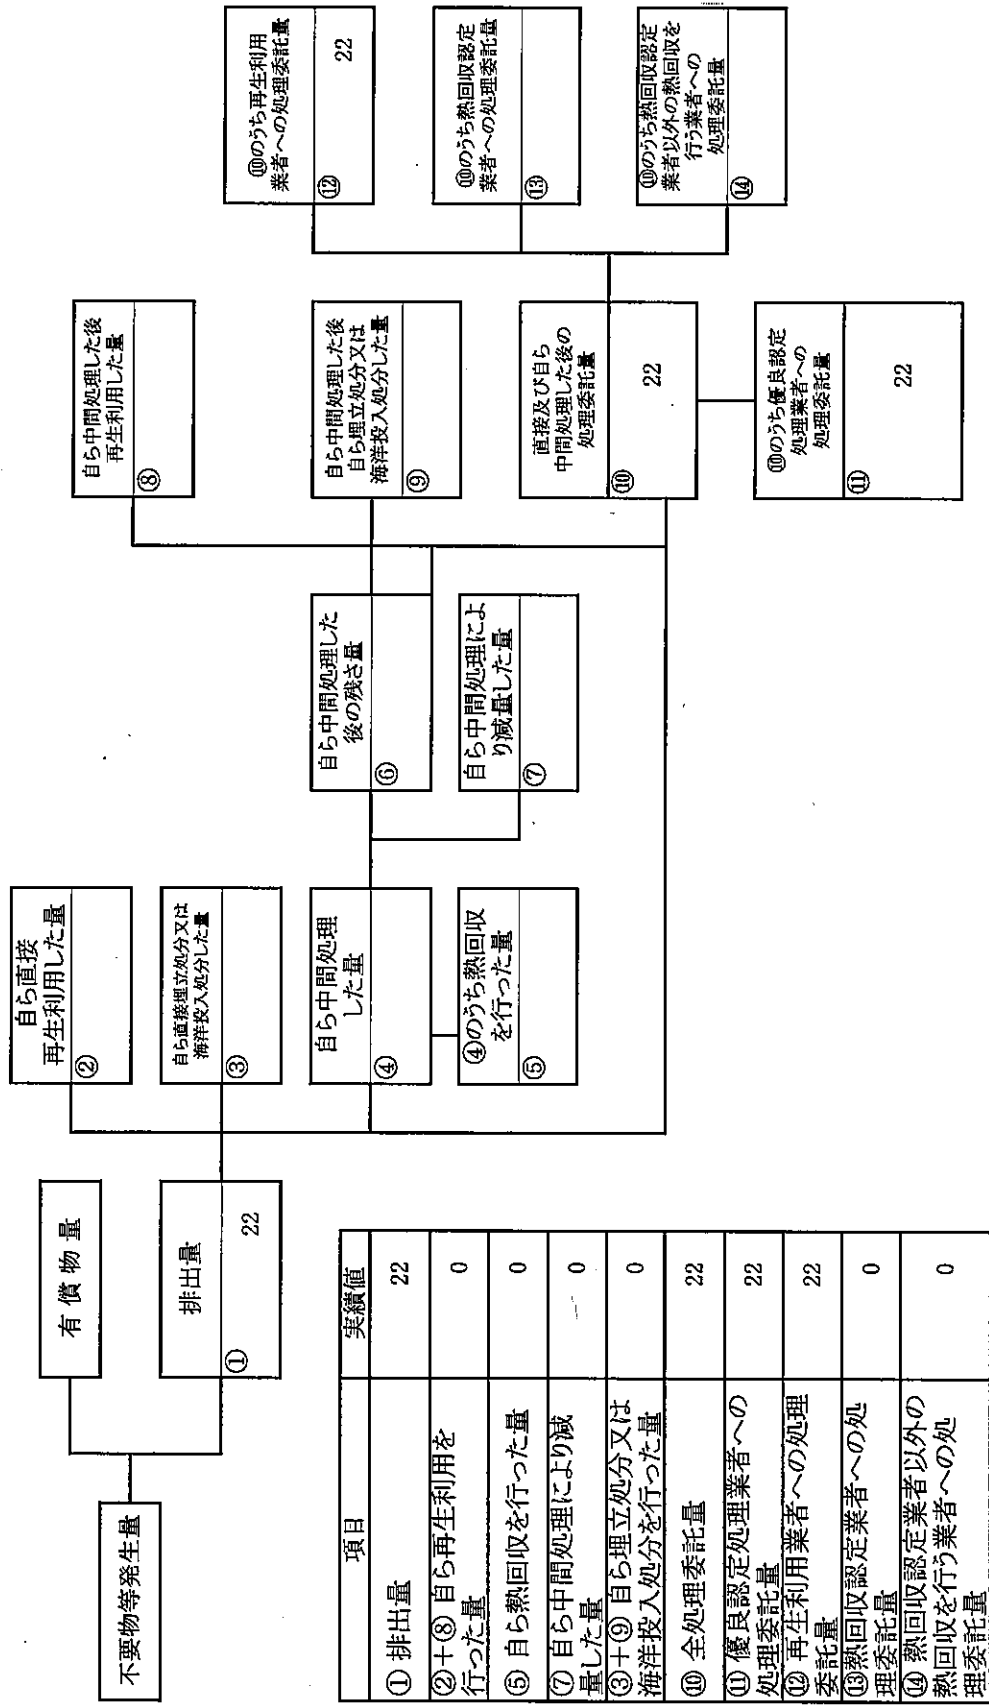 不要物等発生量
有償物量
排出量
①
22
自ら直接
再生利用した量
②
自ら直接埋立処分又は
海洋投入処分した量
③
自ら中間処理
した量
④
④のうち熱回収
を行った量
⑤
自ら中間処理した
後の残さ量
⑥
自ら中間処理によ
り減量した量
⑦
自ら中間処理した後
再生利用した量
⑧
自ら中間処理した後
自ら埋立処分又は
海洋投入処分した量
⑨
直接及び自ら
中間処理した後の
処理委託量
⑩
22
⑩のうち優良認定
処理業者への
処理委託量
⑪
22
⑩のうち再生利用
業者への処理委託量
⑫
22
⑩のうち熱回収認定
業者への処理委託量
⑬
⑩のうち熱回収認定
業者以外の熱回収を
行う業者への
処理委託量
⑭
項目 実績値
① 排出量 22
②+⑧ 自ら再生利用を
行った量 0
⑤ 自ら熱回収を行った量 0
⑦ 自ら中間処理により減
量した量 0
③+⑨ 自ら埋立処分又は
海洋投入処分を行った量 0
⑩ 全処理委託量 22
⑪ 優良認定処理業者への
処理委託量 22
⑫ 再生利用業者への処理
委託量 22
⑬熱回収認定業者への処
理委託量 0
⑭ 熱回収認定業者以外の
熱回収を行う業者への処
理委託量 0